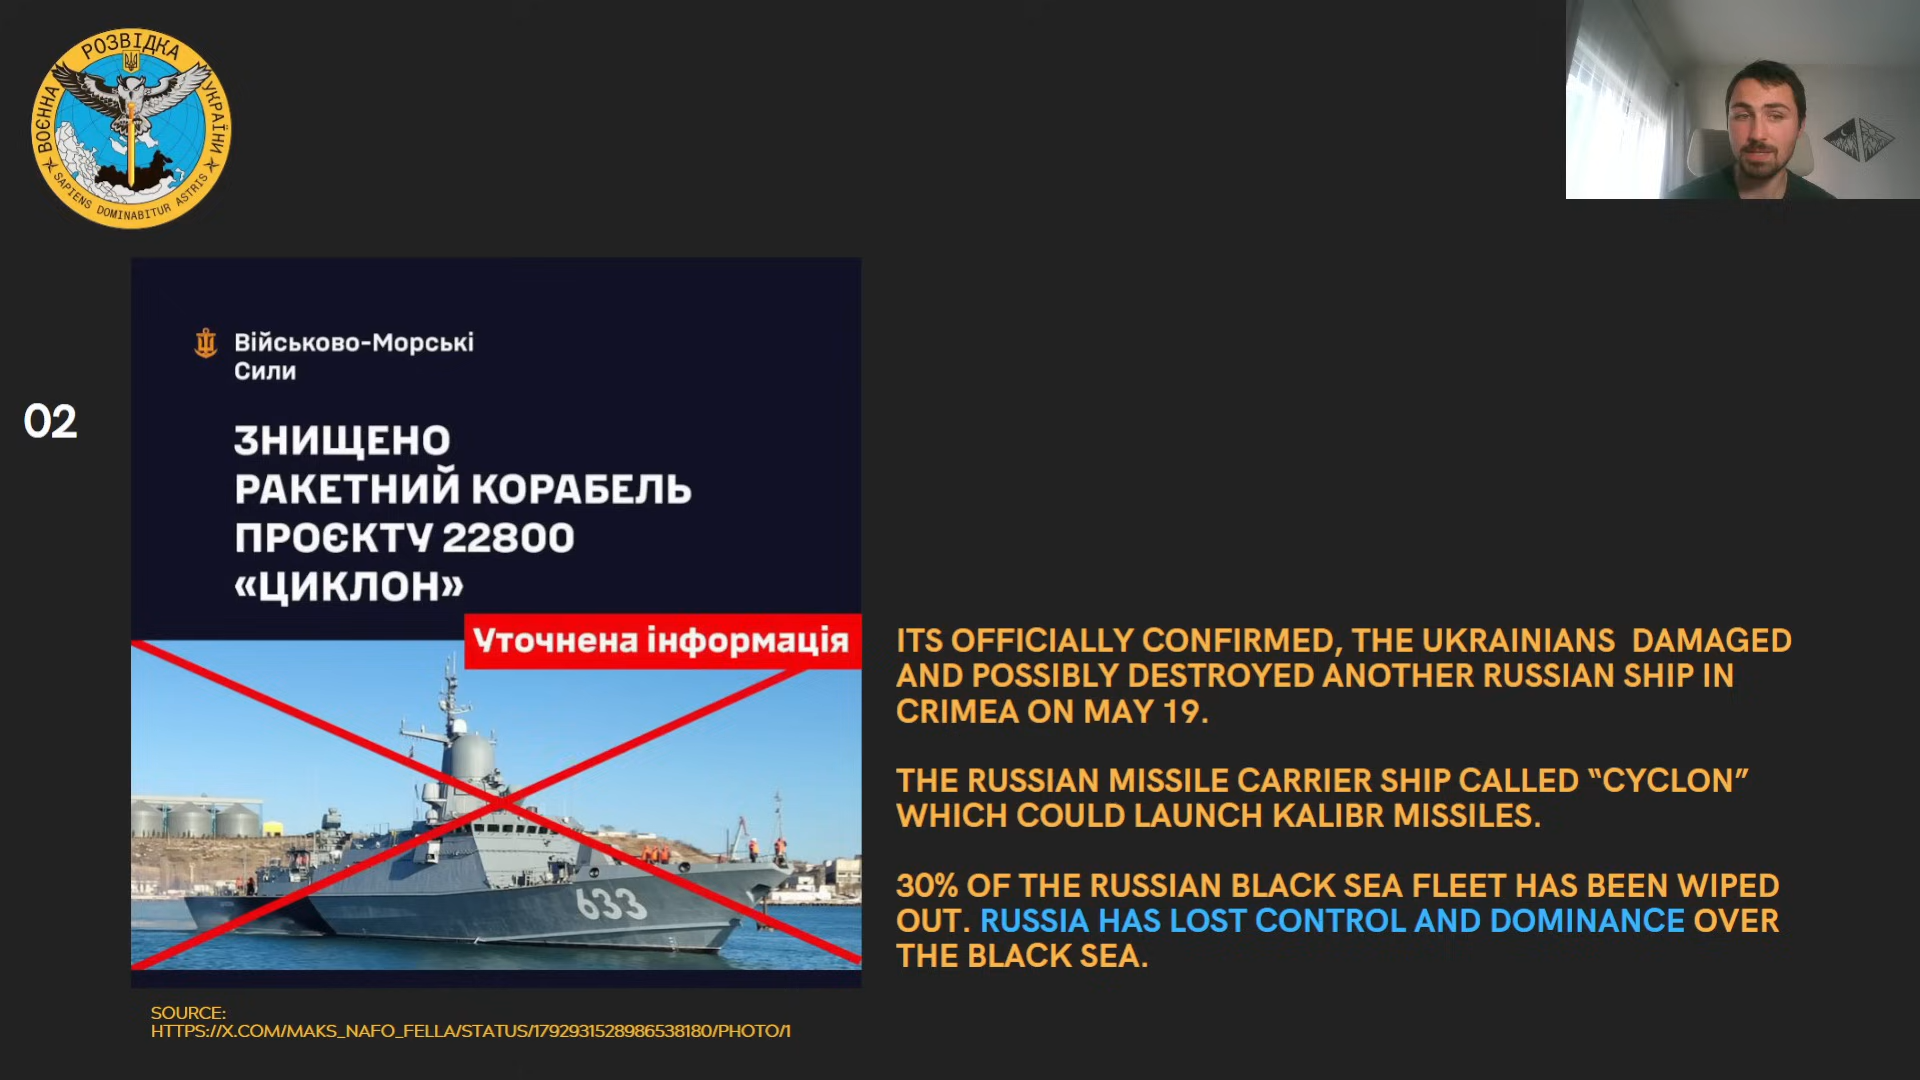 ВОЄННА РОЗВІДКА УКРАЇНИ
SAPIENS DOMINABITUR ASTRIS
02
Військово-Морські
Сили
ЗНИЩЕНО
РАКЕТНИЙ КОРАБЕЛЬ
ПРОЄКТУ 22800
«ЦИКЛОН»
Уточнена інформація
633
SOURCE:
HTTPS://X.COM/MAKS_NAFO_FELLA/STATUS/1792931528986538180/PHOTO/1
ITS OFFICIALLY CONFIRMED, THE UKRAINIANS DAMAGED
AND POSSIBLY DESTROYED ANOTHER RUSSIAN SHIP IN
CRIMEA ON MAY 19.
THE RUSSIAN MISSILE CARRIER SHIP CALLED “CYCLON”
WHICH COULD LAUNCH KALIBR MISSILES.
30% OF THE RUSSIAN BLACK SEA FLEET HAS BEEN WIPED
OUT. RUSSIA HAS LOST CONTROL AND DOMINANCE OVER
THE BLACK SEA.